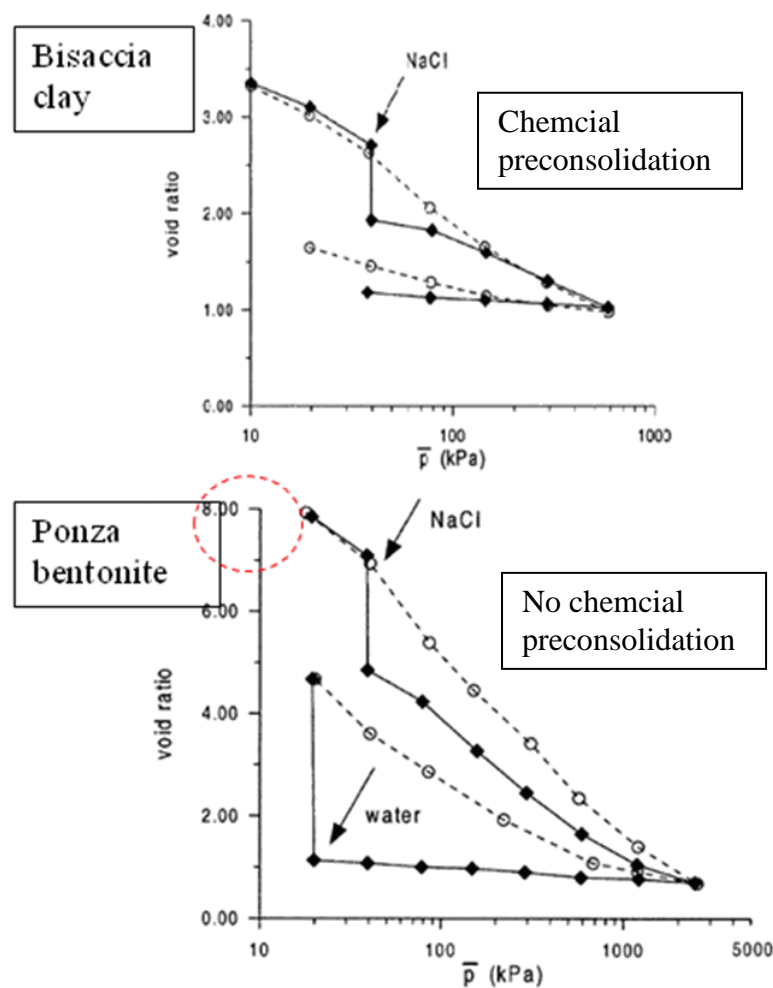 Bisaccia
clay
NaCl
Chemcial
preconsolidation
4.00
3.00
2.00
1.00
0.00
void ratio
10
100
1000
p̅ (kPa)
Ponza
bentonite
NaCl
No chemcial
preconsolidation
8.00
6.00
4.00
2.00
0.00
void ratio
water
10
100
1000
5000
p̅ (kPa)